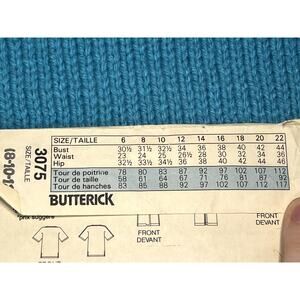 3075
SIZE/TAILLE
(8-10-1
SIZE/TAILLE 6 8 10 12 14 16 18 20 22
Bust 30½ 31½ 32½ 34 36 38 40 42 44
Waist 23 24 25 26½ 28 30 32 34
Hip 32½ 33½ 34½ 36 38 40 42 44 46
Tour de poitrine 78 80 83 87 92 97 102 107 112
Tour de taille 58 61 64 67 71 76 81 87 92
Tour de hanches 83 85 88 92 97 102 107 112 117
BUTTERICK
FRONT
DEVANT
FRONT
DEVANT